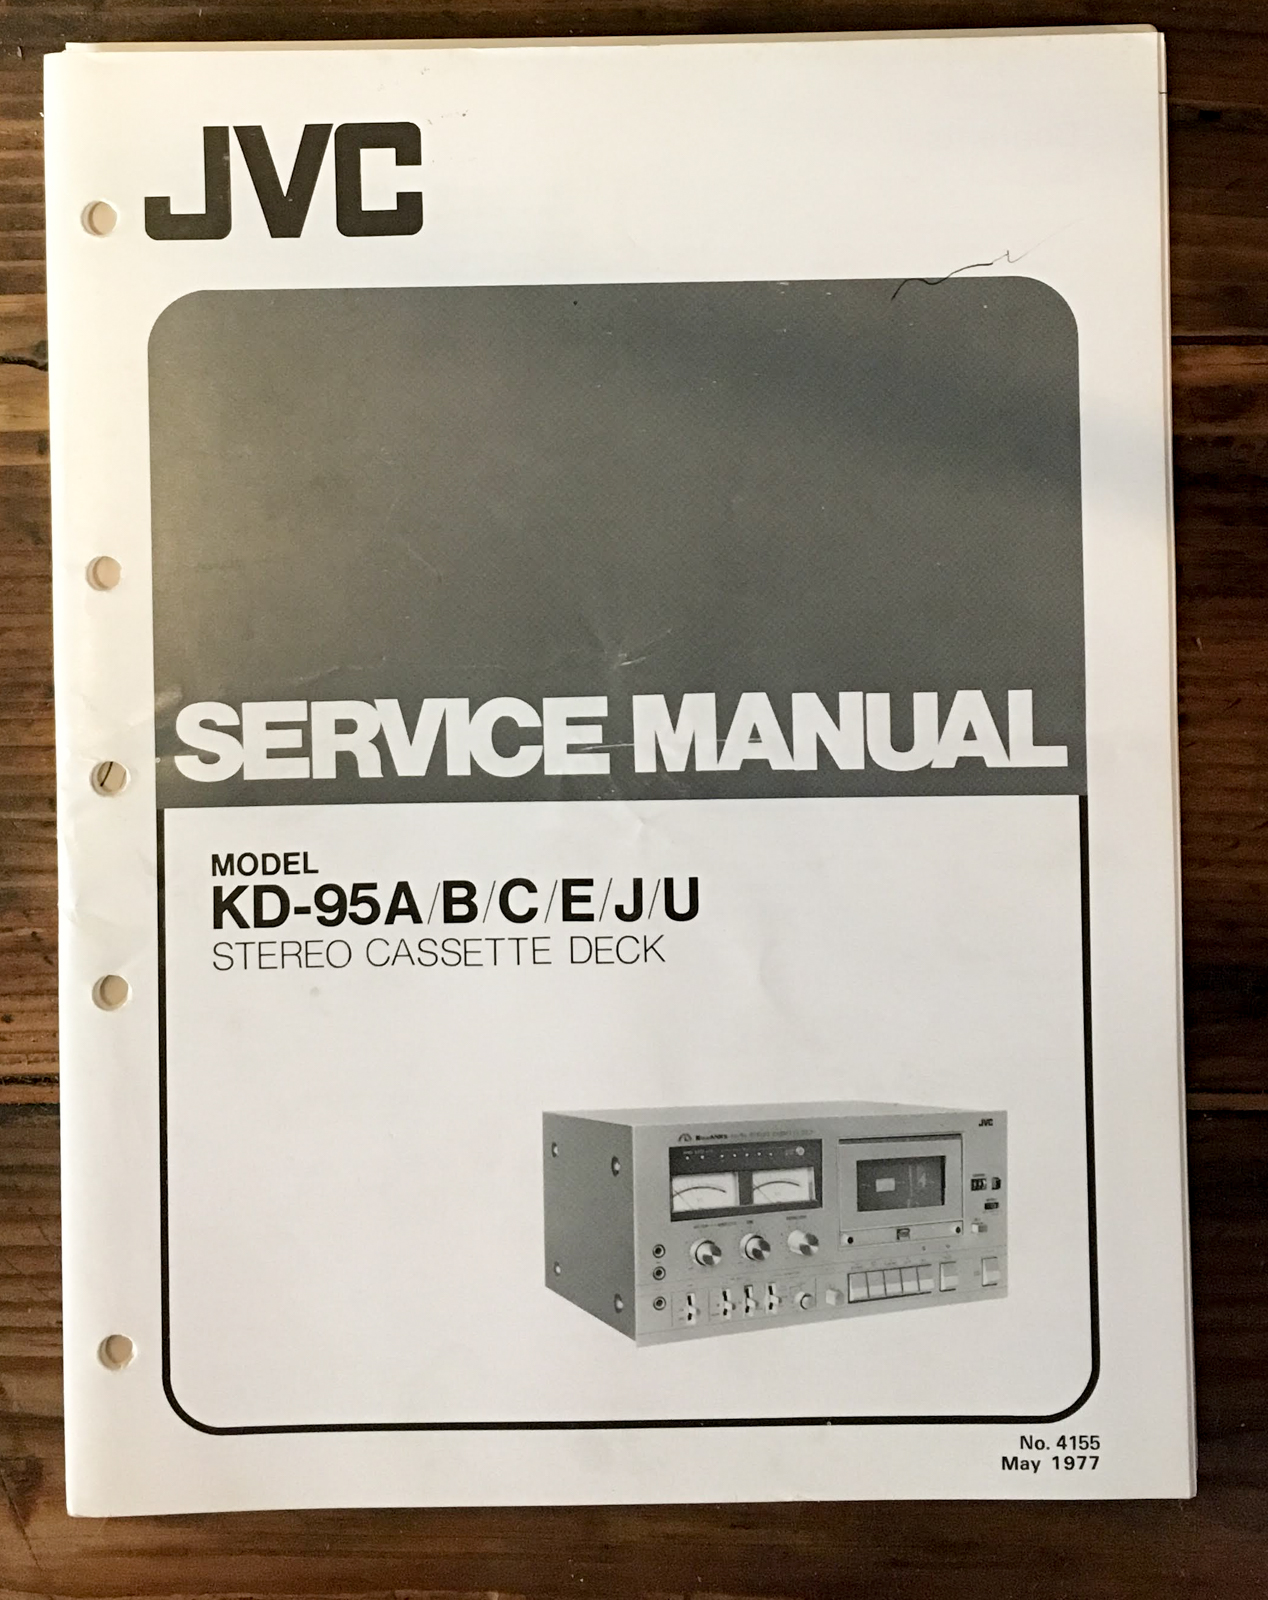 JVC
SERVICE MANUAL
MODEL
KD-95A/B/C/E/J/U
STEREO CASSETTE DECK
JVC
No. 4155
May 1977